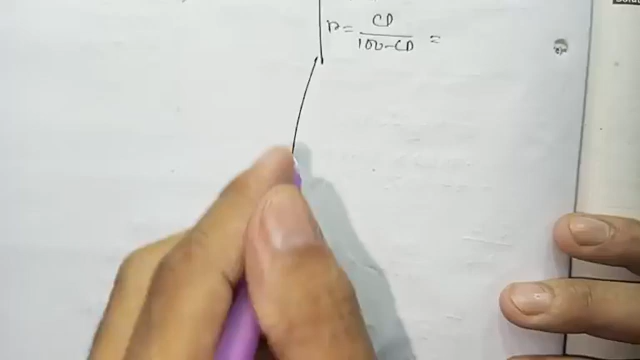 r = CD / 100-CD =